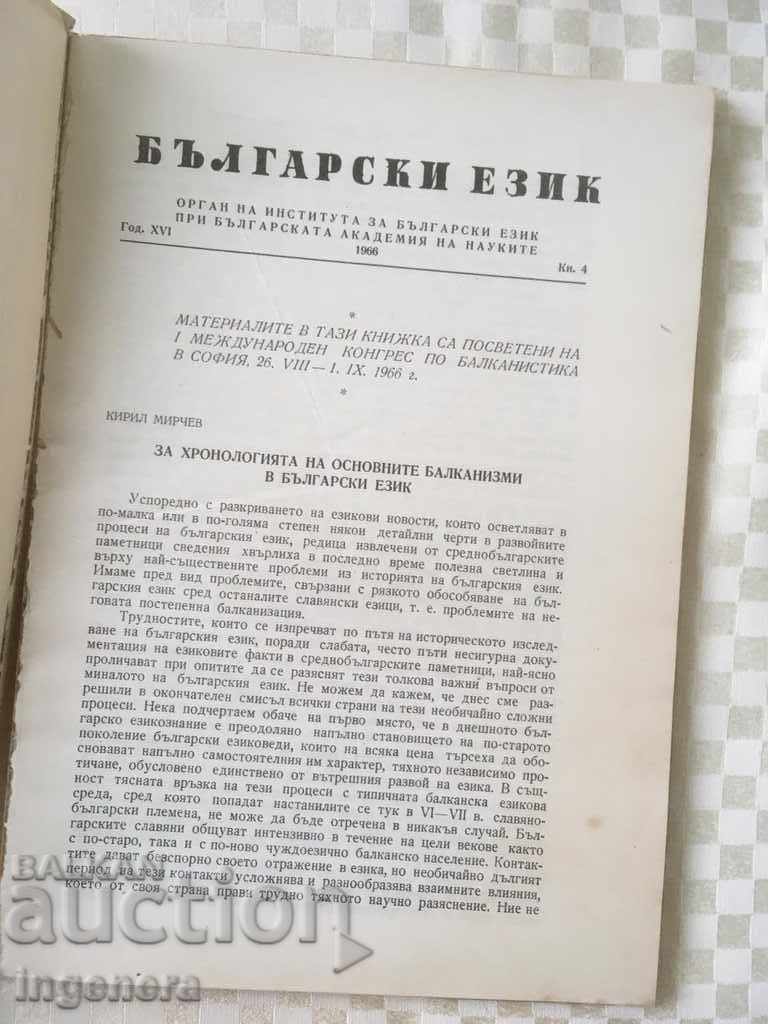 БЪЛГАРСКИ ЕЗИК
ОРГАН НА ИНСТИТУТА ЗА БЪЛГАРСКИ ЕЗИК
ПРИ БЪЛГАРСКАТА АКАДЕМИЯ НА НАУКИТЕ
Год. XVI 1966 Кн. 4
*
МАТЕРИАЛИТЕ В ТАЗИ КНИЖКА СА ПОСВЕТЕНИ НА
I МЕЖДУНАРОДЕН КОНГРЕС ПО БАЛКАНИСТИКА
В СОФИЯ, 26. VIII — 1. IX. 1966 г.
*
КИРИЛ МИРЧЕВ
ЗА ХРОНОЛОГИЯТА НА ОСНОВНИТЕ БАЛКАНИЗМИ
В БЪЛГАРСКИ ЕЗИК
Успоредно с разкриването на езикови новости, които осветляват в
по-малка или в по-голяма степен някои детайлни черти в развойните
процеси на българския език, редица извлечени от среднобългарските
паметници сведения хвърлиха в последно време полезна светлина и
върху най-съществените проблеми из историята на българския език.
Имаме пред вид проблемите, свързани с рязкото обособяване на бъл-
гарския език сред останалите славянски езици, т. е. проблемите на не-
говата постепенна балканизация.
Трудностите, които се изпречват по пътя на историческото изслед-
ване на българския език, поради слабата, често пъти несигурна доку-
ментация на езиковите факти в среднобългарските паметници, най-ясно
проличават при опитите да се разяснят тези толкова важни въпроси от
миналото на българския език. Не можем да кажем, че днес сме раз-
решили в окончателен смисъл всички страни на тези необичайно сложни
процеси. Нека подчертаем обаче на първо място, че в днешното бъл-
гарско езикознание е преодоляно напълно становището на по-старото
поколение български езиковеди, които на всяка цена търсеха да обо-
сновават напълно самостоятелния им характер, тяхното независимо про-
тичане, обусловено единствено от вътрешния развой на езика. В същ-
ност тясната връзка на тези процеси с типичната балканска езикова
среда, сред която попадат настанилите се тук в VI—VII в. славяно-
български племена, не може да бъде отречена в никакъв случай. Бъл-
гарските славяни общуват интензивно в течение на цели векове както
с по-старо, така и с по-ново чуждоезично балканско население. Контак-
тите дават безспорно своето отражение в езика, но необичайно дългият
период на тези контакти усложнява и разнообразява взаимните влияния,
което от своя страна прави трудно тяхното научно разяснение. Ние не
BALKAN
auction
ingenera